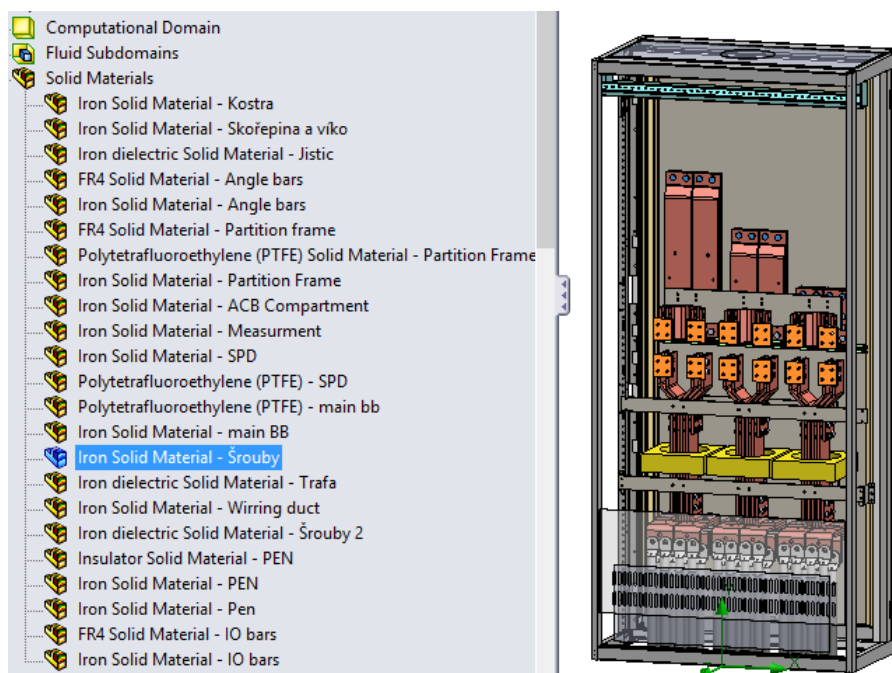 Computational Domain
Fluid Subdomains
Solid Materials
Iron Solid Material - Kostra
Iron Solid Material - Skořepina a víko
Iron dielectric Solid Material - Jistic
FR4 Solid Material - Angle bars
Iron Solid Material - Angle bars
FR4 Solid Material - Partition frame
Polytetrafluoroethylene (PTFE) Solid Material - Partition Frame
Iron Solid Material - Partition Frame
Iron Solid Material - ACB Compartment
Iron Solid Material - Measurment
Iron Solid Material - SPD
Polytetrafluoroethylene (PTFE) - SPD
Polytetrafluoroethylene (PTFE) - main bb
Iron Solid Material - main BB
Iron Solid Material - Šrouby
Iron dielectric Solid Material - Trafa
Iron Solid Material - Wirring duct
Iron dielectric Solid Material - Šrouby 2
Insulator Solid Material - PEN
Iron Solid Material - PEN
Iron Solid Material - Pen
FR4 Solid Material - IO bars
Iron Solid Material - IO bars
X